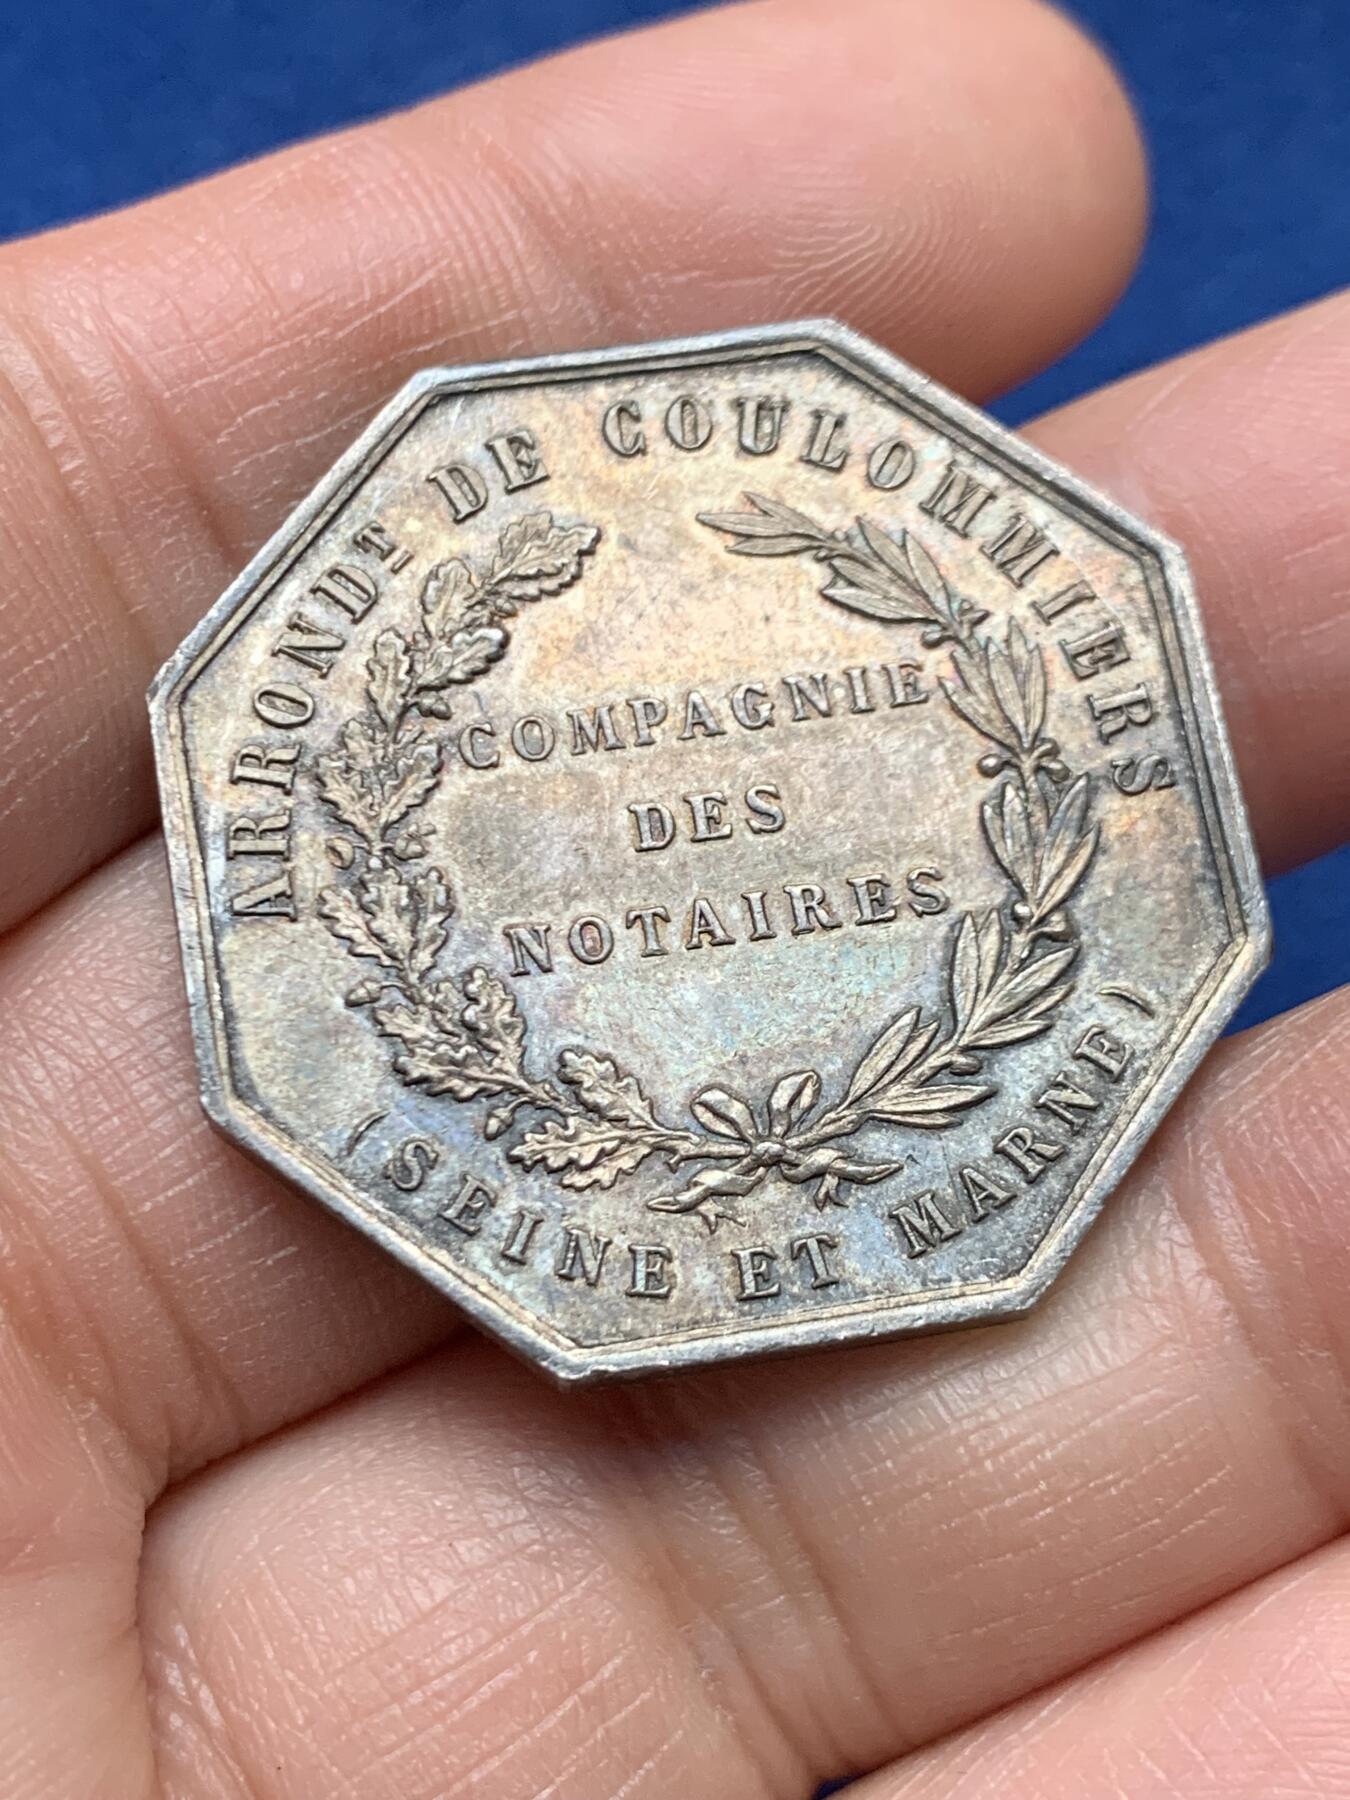 ARRONDT DE COULOMMIERS
COMPAGNIE
DES
NOTAIRES
(SEINE ET MARNE)